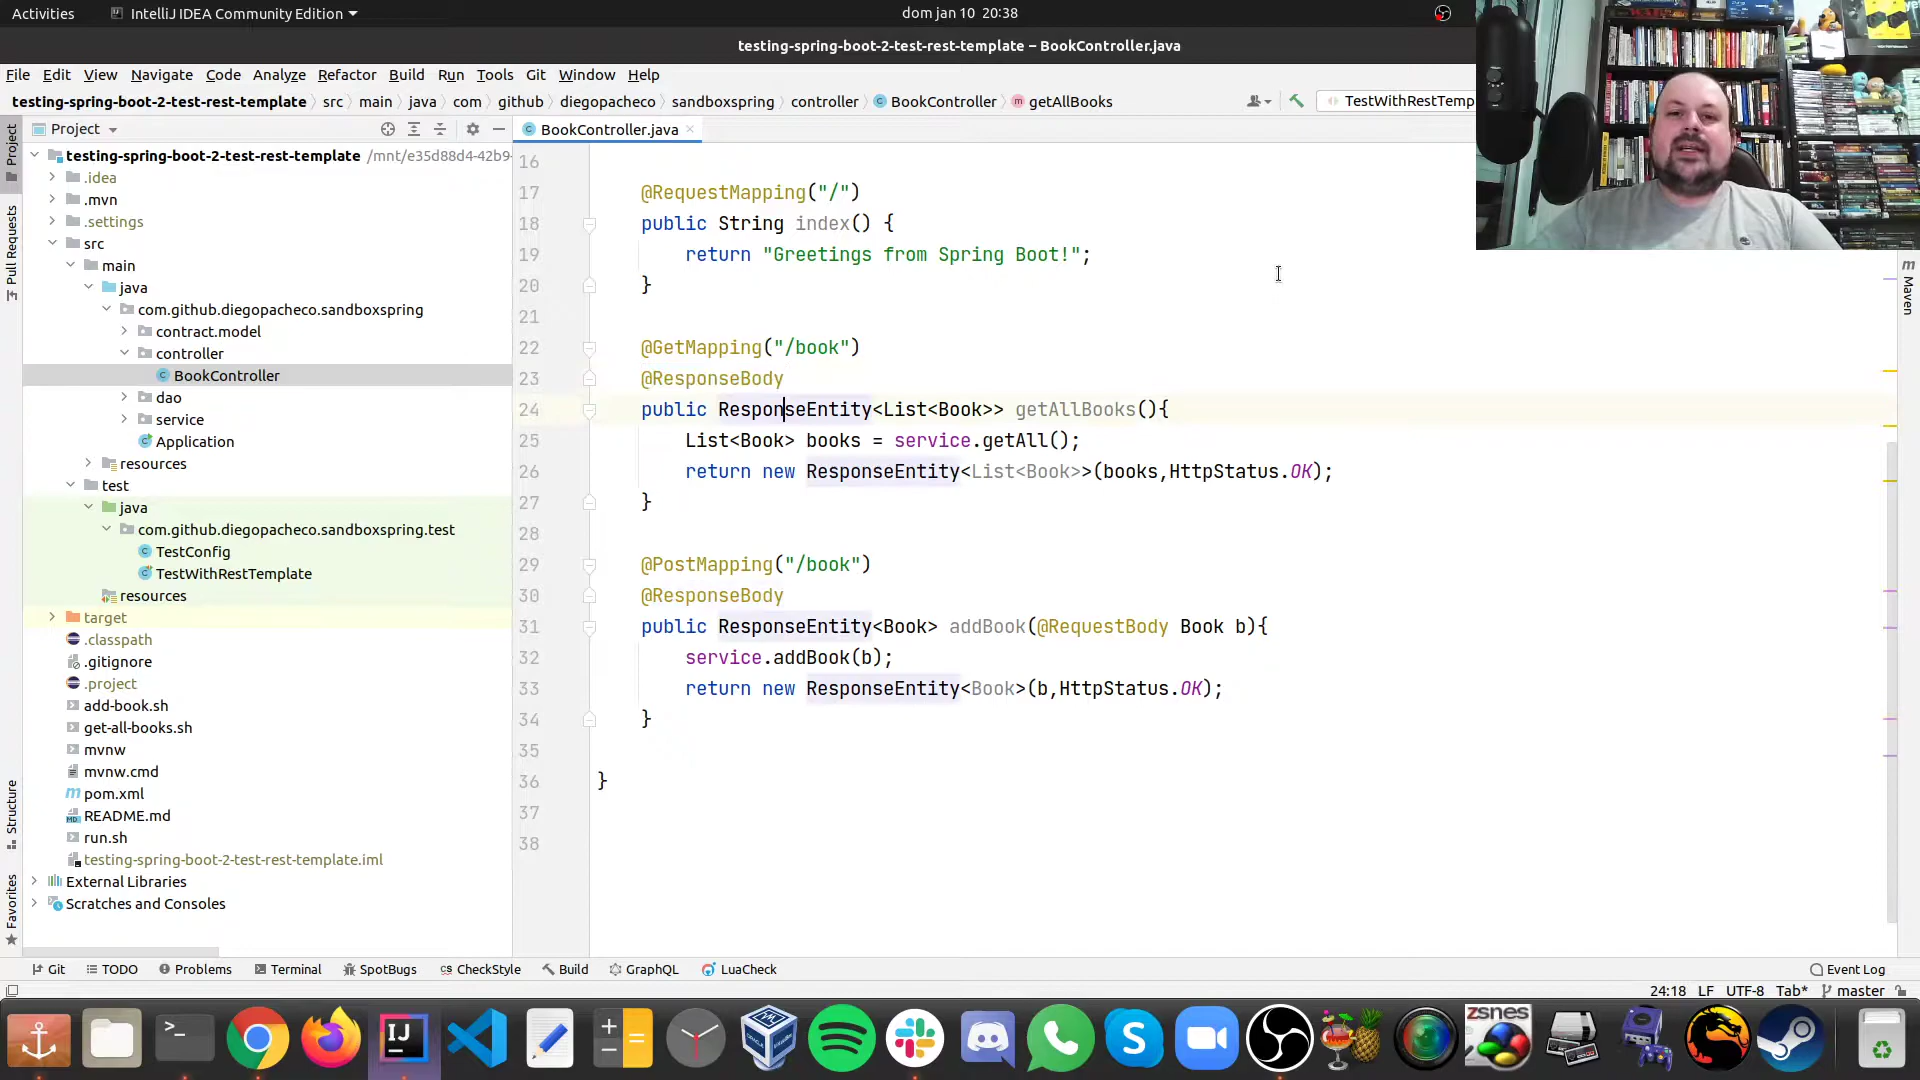 Activities
IntelliJ IDEA Community Edition
dom jan 10 20:38
testing-spring-boot-2-test-rest-template – BookController.java
File Edit View Navigate Code Analyze Refactor Build Run Tools Git Window Help
testing-spring-boot-2-test-rest-template src main java com github diegopacheco sandboxspring controller BookController getAllBooks
TestWithRestTemp
Project
Project
Pull Requests
Structure
Favorites
Maven
testing-spring-boot-2-test-rest-template /mnt/e35d88d4-42b9-
.idea
.mvn
.settings
src
main
java
com.github.diegopacheco.sandboxspring
contract.model
controller
BookController
dao
service
Application
resources
test
java
com.github.diegopacheco.sandboxspring.test
TestConfig
TestWithRestTemplate
resources
target
.classpath
.gitignore
.project
add-book.sh
get-all-books.sh
mvnw
mvnw.cmd
pom.xml
README.md
run.sh
testing-spring-boot-2-test-rest-template.iml
External Libraries
Scratches and Consoles
BookController.java
16
17 @RequestMapping("/")
18 public String index() {
19 return "Greetings from Spring Boot!";
20 }
21
22 @GetMapping("/book")
23 @ResponseBody
24 public ResponseEntity<List<Book>> getAllBooks(){
25 List<Book> books = service.getAll();
26 return new ResponseEntity<List<Book>>(books,HttpStatus.OK);
27 }
28
29 @PostMapping("/book")
30 @ResponseBody
31 public ResponseEntity<Book> addBook(@RequestBody Book b){
32 service.addBook(b);
33 return new ResponseEntity<Book>(b,HttpStatus.OK);
34 }
35
36 }
37
38
Git TODO Problems Terminal SpotBugs CheckStyle Build GraphQL LuaCheck Event Log
24:18 LF UTF-8 Tab* master
IJ
zsnes